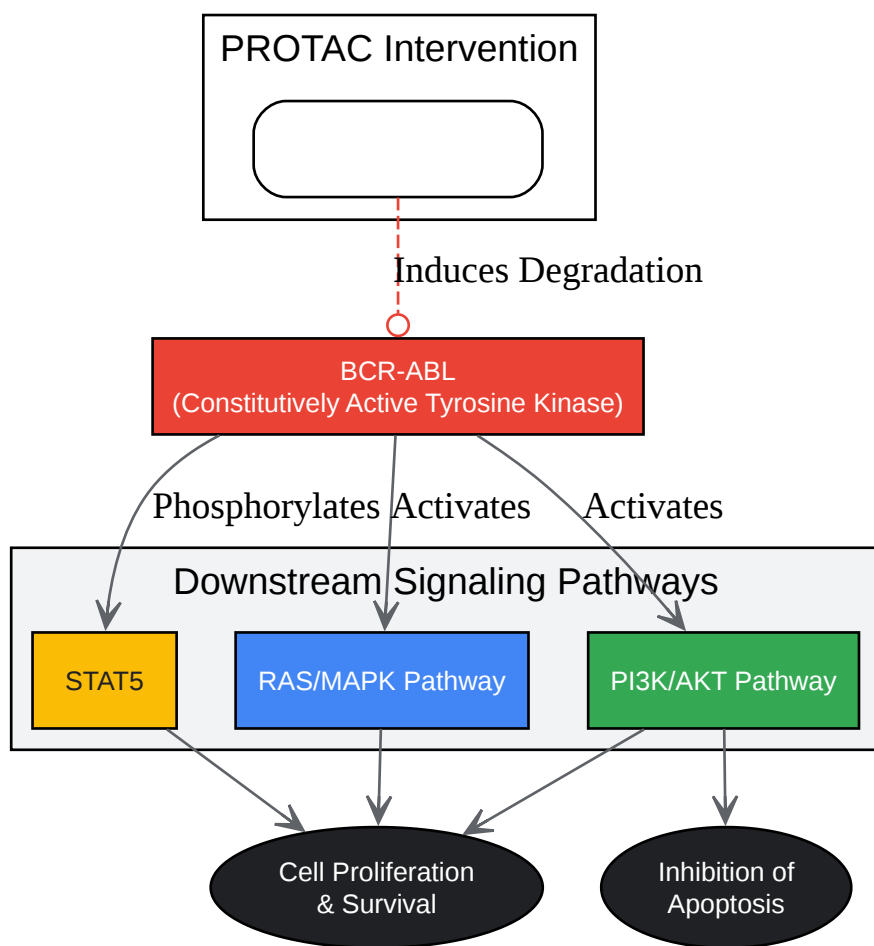 PROTAC Intervention
Induces Degradation
BCR-ABL
(Constitutively Active Tyrosine Kinase)
Phosphorylates
Activates
Activates
Downstream Signaling Pathways
STAT5
RAS/MAPK Pathway
PI3K/AKT Pathway
Cell Proliferation
& Survival
Inhibition of
Apoptosis